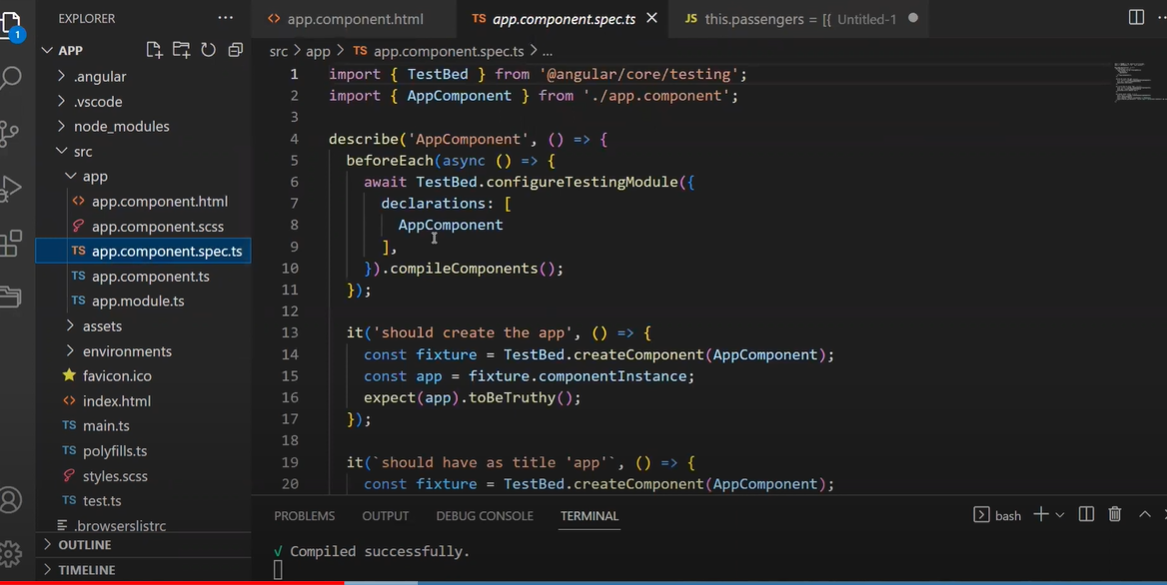 EXPLORER
···
<> app.component.html
TS app.component.spec.ts
JS this.passengers = [{ Untitled-1
1
APP
src > app > TS app.component.spec.ts > ...
.angular
.vscode
node_modules
src
app
<> app.component.html
app.component.scss
TS app.component.spec.ts
TS app.component.ts
TS app.module.ts
assets
environments
favicon.ico
<> index.html
TS main.ts
TS polyfills.ts
styles.scss
TS test.ts
.browserslistrc
OUTLINE
TIMELINE
1 import { TestBed } from '@angular/core/testing';
2 import { AppComponent } from './app.component';
3
4 describe('AppComponent', () => {
5 beforeEach(async () => {
6 await TestBed.configureTestingModule({
7 declarations: [
8 AppComponent
9 ],
10 }).compileComponents();
11 });
12
13 it('should create the app', () => {
14 const fixture = TestBed.createComponent(AppComponent);
15 const app = fixture.componentInstance;
16 expect(app).toBeTruthy();
17 });
18
19 it(`should have as title 'app'`, () => {
20 const fixture = TestBed.createComponent(AppComponent);
PROBLEMS OUTPUT DEBUG CONSOLE TERMINAL
bash
√ Compiled successfully.